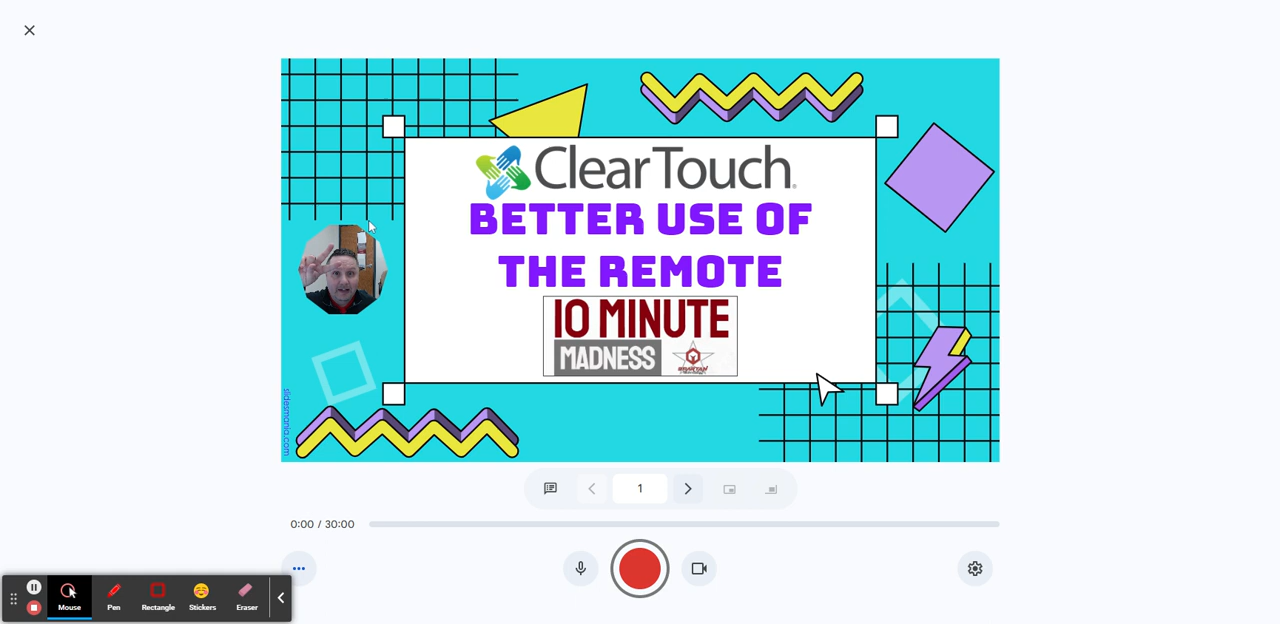 ClearTouch
BETTER USE OF
THE REMOTE
10 MINUTE
MADNESS
SPARTAN
slidesmania.com
1
0:00 / 30:00
Mouse
Pen
Rectangle
Stickers
Eraser